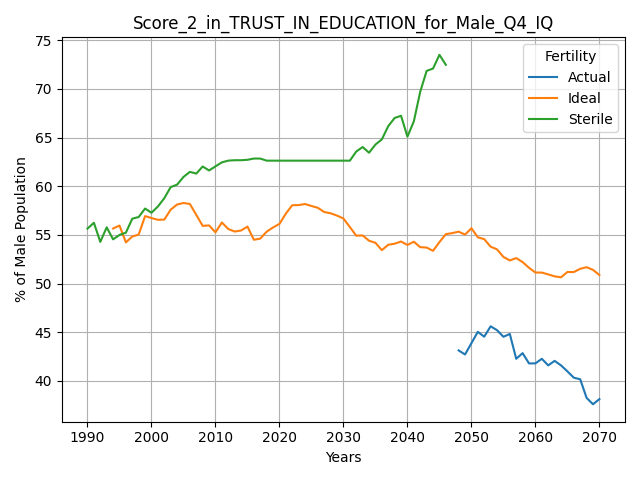 Score_2_in_TRUST_IN_EDUCATION_for_Male_Q4_IQ
75
70
65
60
55
50
45
40
% of Male Population
Fertility
Actual
Ideal
Sterile
1990 2000 2010 2020 2030 2040 2050 2060 2070
Years